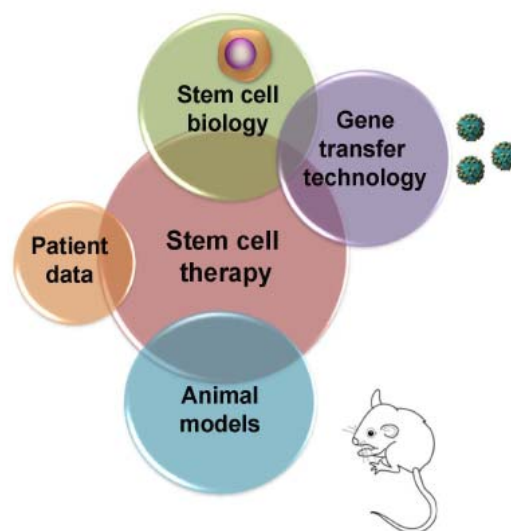 Stem cell
biology
Gene
transfer
technology
Patient
data
Stem cell
therapy
Animal
models